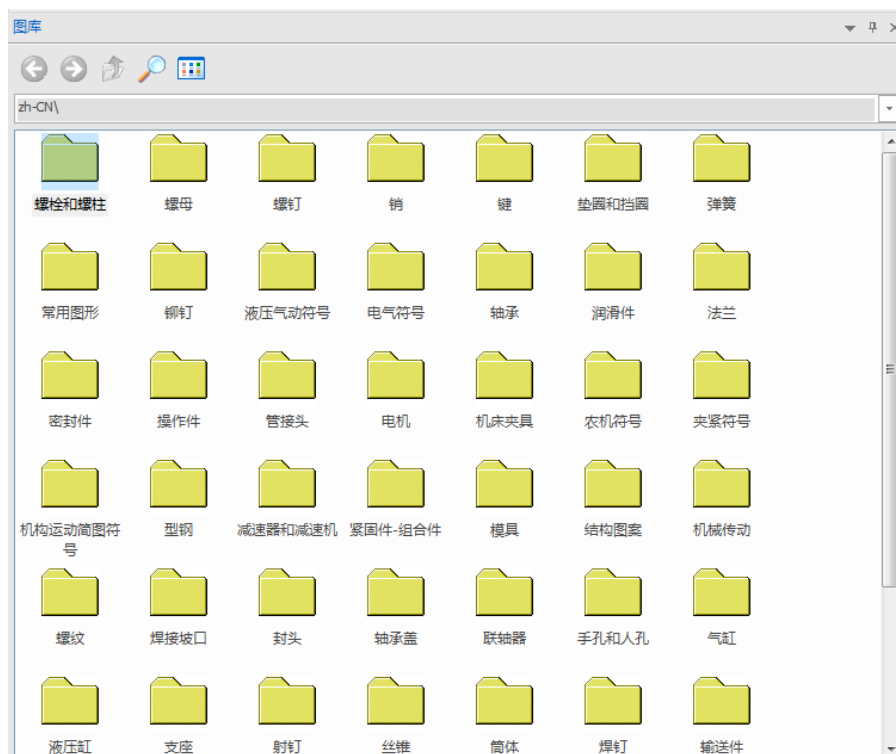 图库
zh-CN\
螺栓和螺柱 螺母 螺钉 销 键 垫圈和挡圈 弹簧
常用图形 铆钉 液压气动符号 电气符号 轴承 润滑件 法兰
密封件 操作件 管接头 电机 机床夹具 农机符号 夹紧符号
机构运动简图符 型钢 减速器和减速机 紧固件-组合件 模具 结构图案 机械传动
号
螺纹 焊接坡口 封头 轴承盖 联轴器 手孔和人孔 气缸
液压缸 支座 射钉 丝锥 筒体 焊钉 输送件